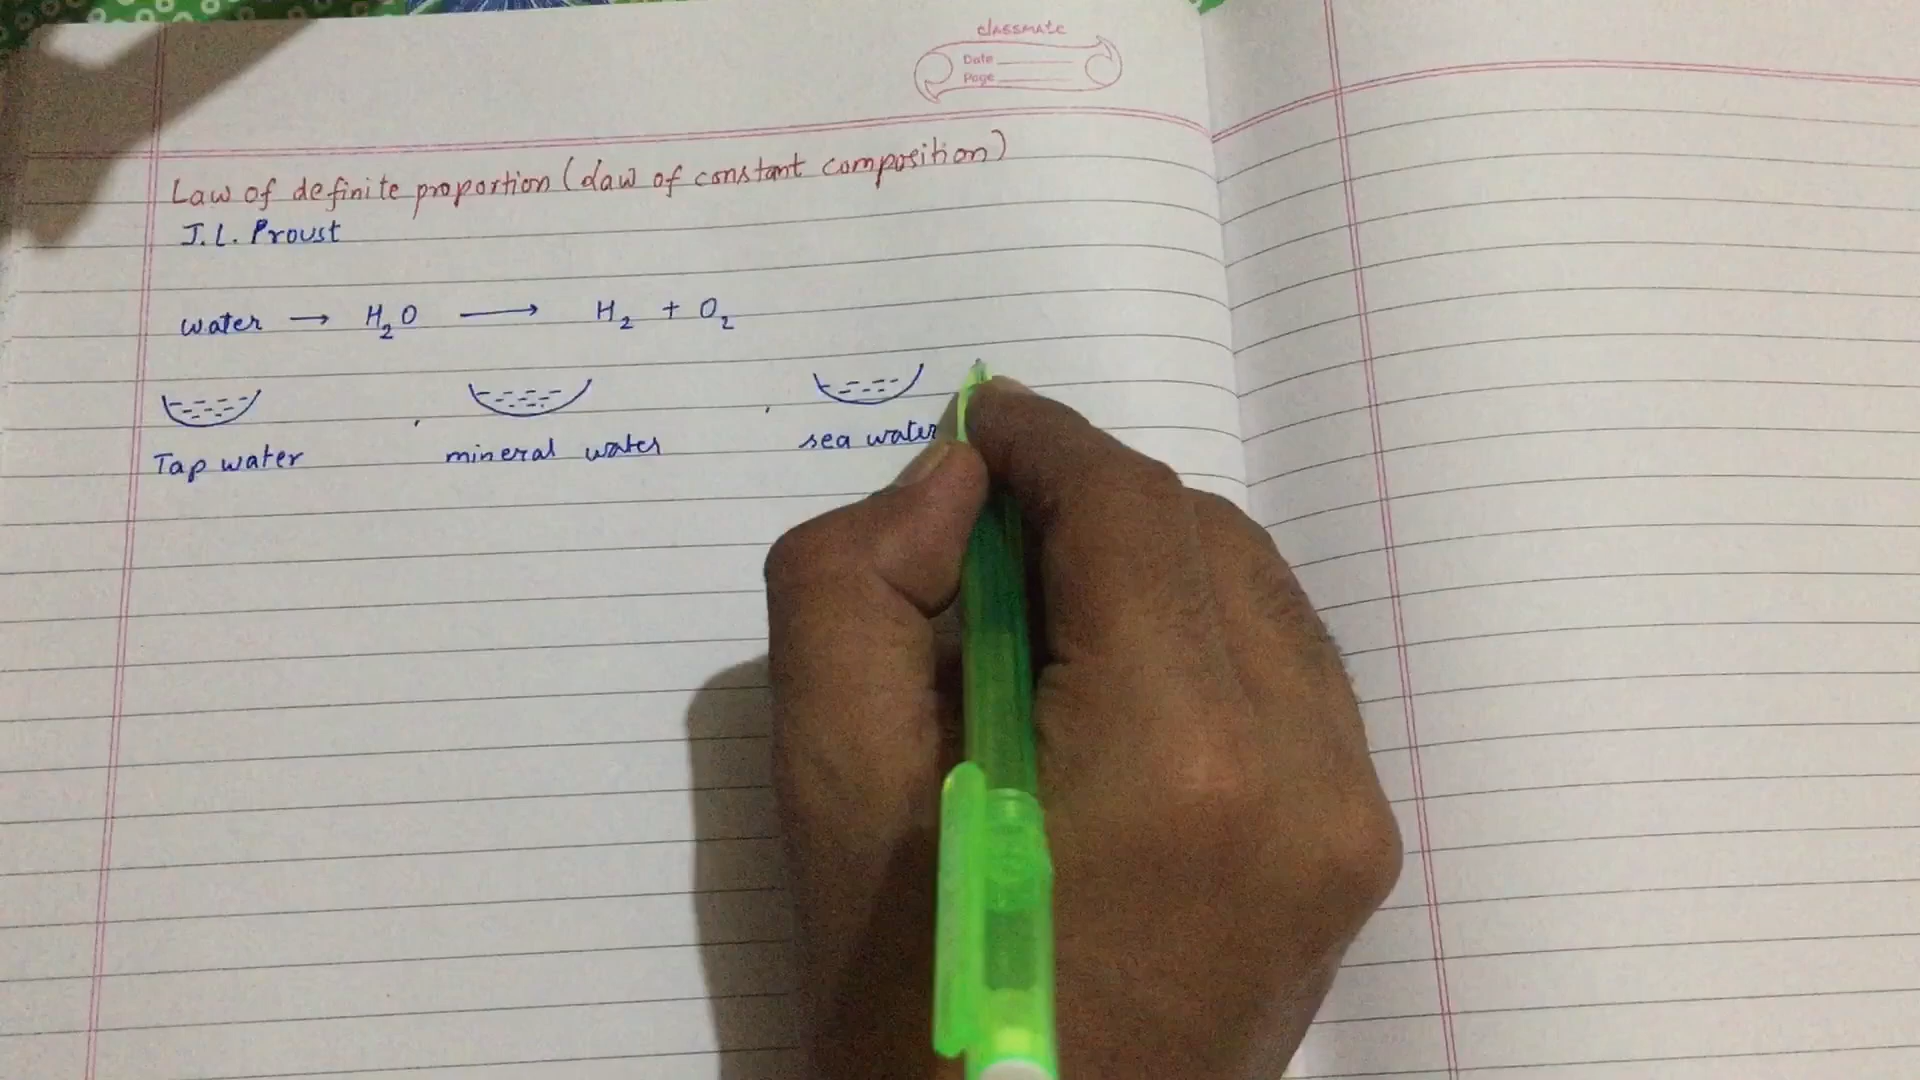 classmate
Date
Page
Law of definite proportion (Law of constant composition)
J.L. Proust
water → H₂O ⟶ H₂ + O₂
Tap water , mineral water , sea water